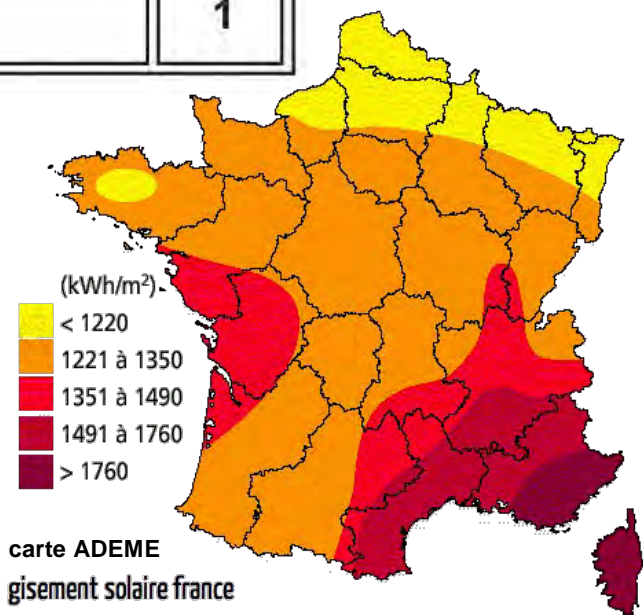 1
(kWh/m²)
< 1220
1221 à 1350
1351 à 1490
1491 à 1760
> 1760
carte ADEME
gisement solaire france